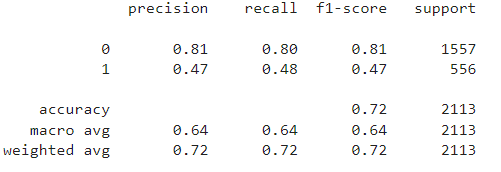 precision recall f1-score support
0 0.81 0.80 0.81 1557
1 0.47 0.48 0.47 556
accuracy 0.72 2113
macro avg 0.64 0.64 0.64 2113
weighted avg 0.72 0.72 0.72 2113